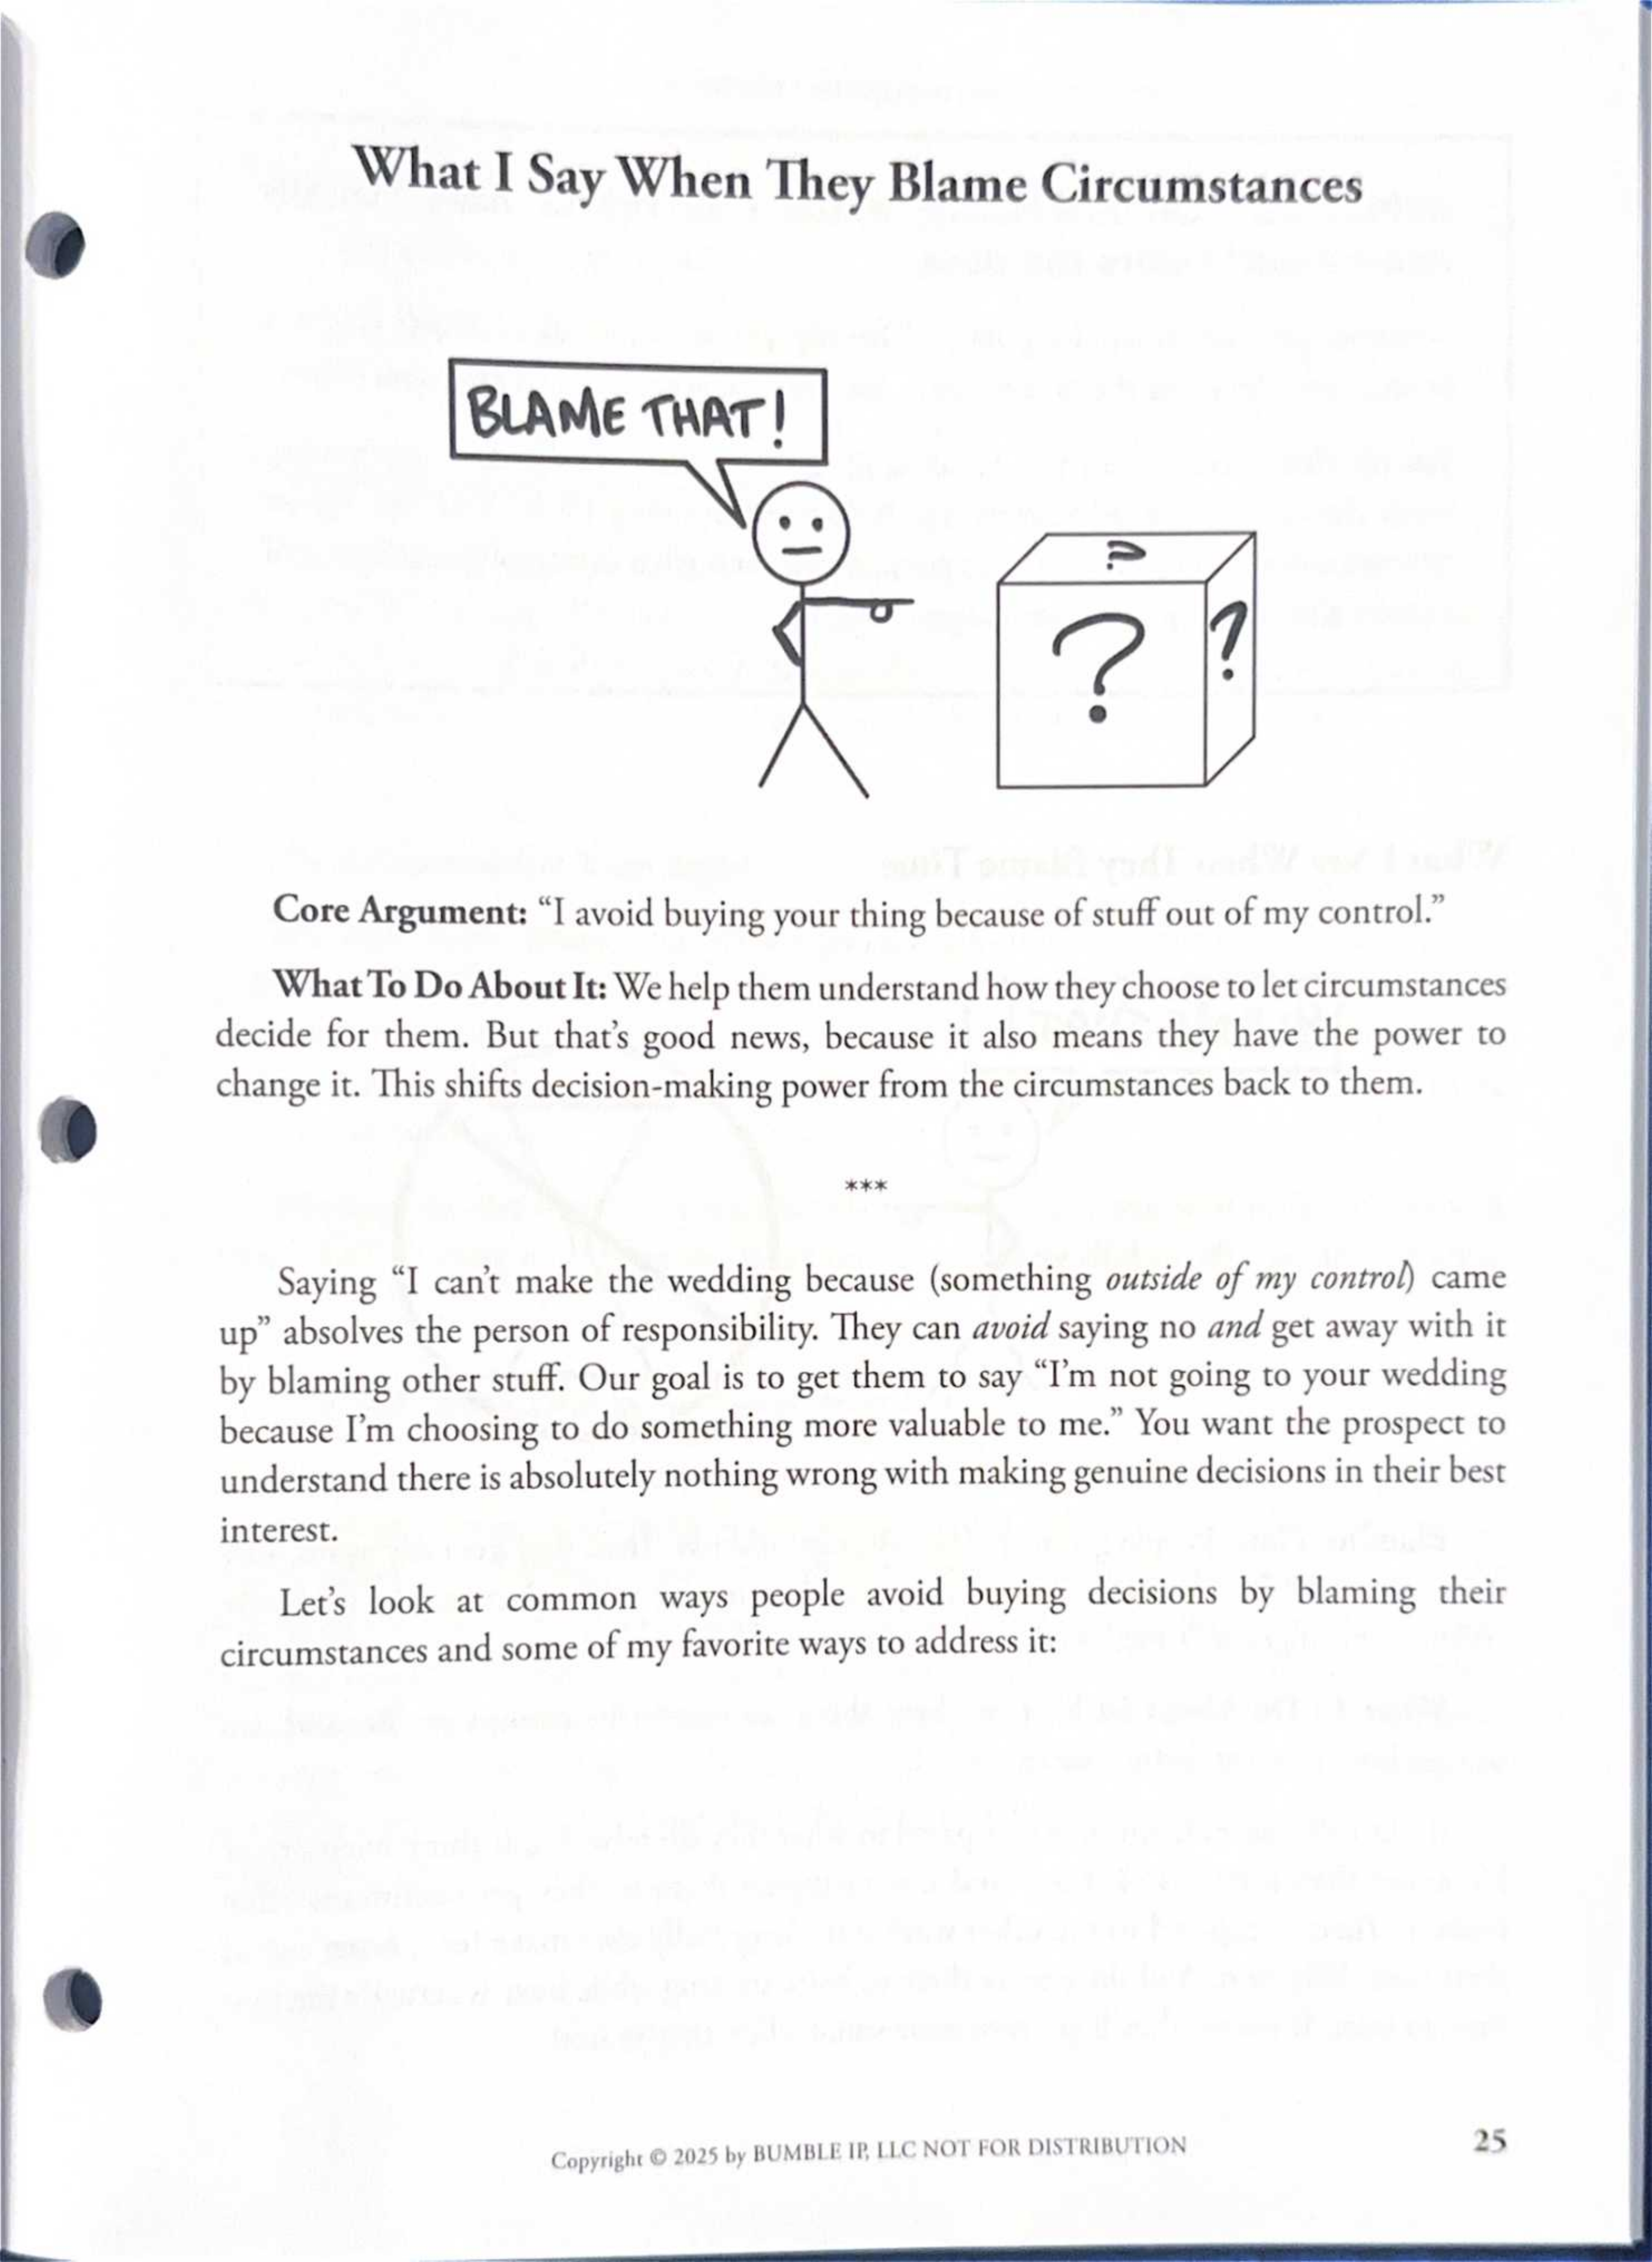 What I Say When They Blame Circumstances
BLAME THAT!
?
? ?
Core Argument: “I avoid buying your thing because of stuff out of my control.”
What To Do About It: We help them understand how they choose to let circumstances
decide for them. But that’s good news, because it also means they have the power to
change it. This shifts decision-making power from the circumstances back to them.
***
Saying “I can’t make the wedding because (something outside of my control) came
up” absolves the person of responsibility. They can avoid saying no and get away with it
by blaming other stuff. Our goal is to get them to say “I’m not going to your wedding
because I’m choosing to do something more valuable to me.” You want the prospect to
understand there is absolutely nothing wrong with making genuine decisions in their best
interest.
Let’s look at common ways people avoid buying decisions by blaming their
circumstances and some of my favorite ways to address it:
Copyright © 2025 by BUMBLE IP, LLC NOT FOR DISTRIBUTION
25